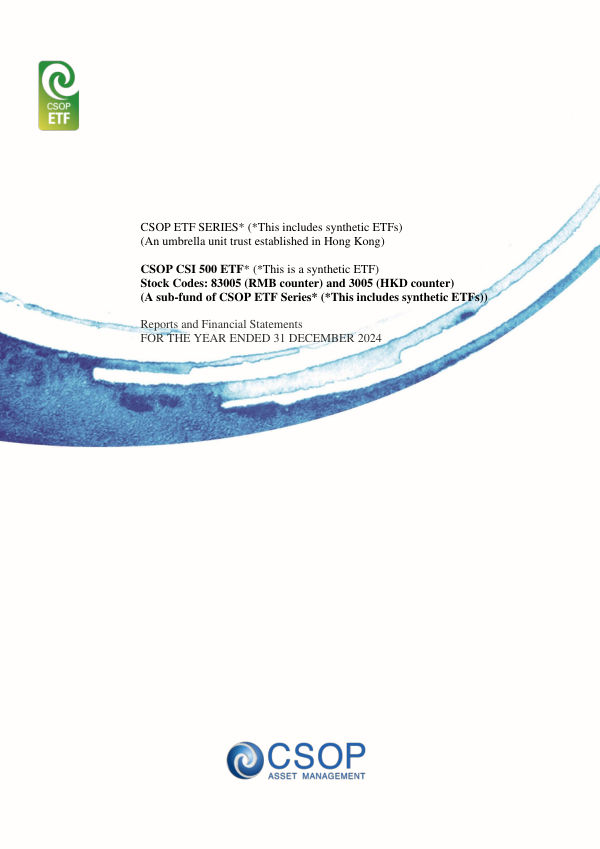 CSOP
ETF
CSOP ETF SERIES* (*This includes synthetic ETFs)
(An umbrella unit trust established in Hong Kong)
CSOP CSI 500 ETF* (*This is a synthetic ETF)
Stock Codes: 83005 (RMB counter) and 3005 (HKD counter)
(A sub-fund of CSOP ETF Series* (*This includes synthetic ETFs))
Reports and Financial Statements
FOR THE YEAR ENDED 31 DECEMBER 2024
CSOP
ASSET MANAGEMENT